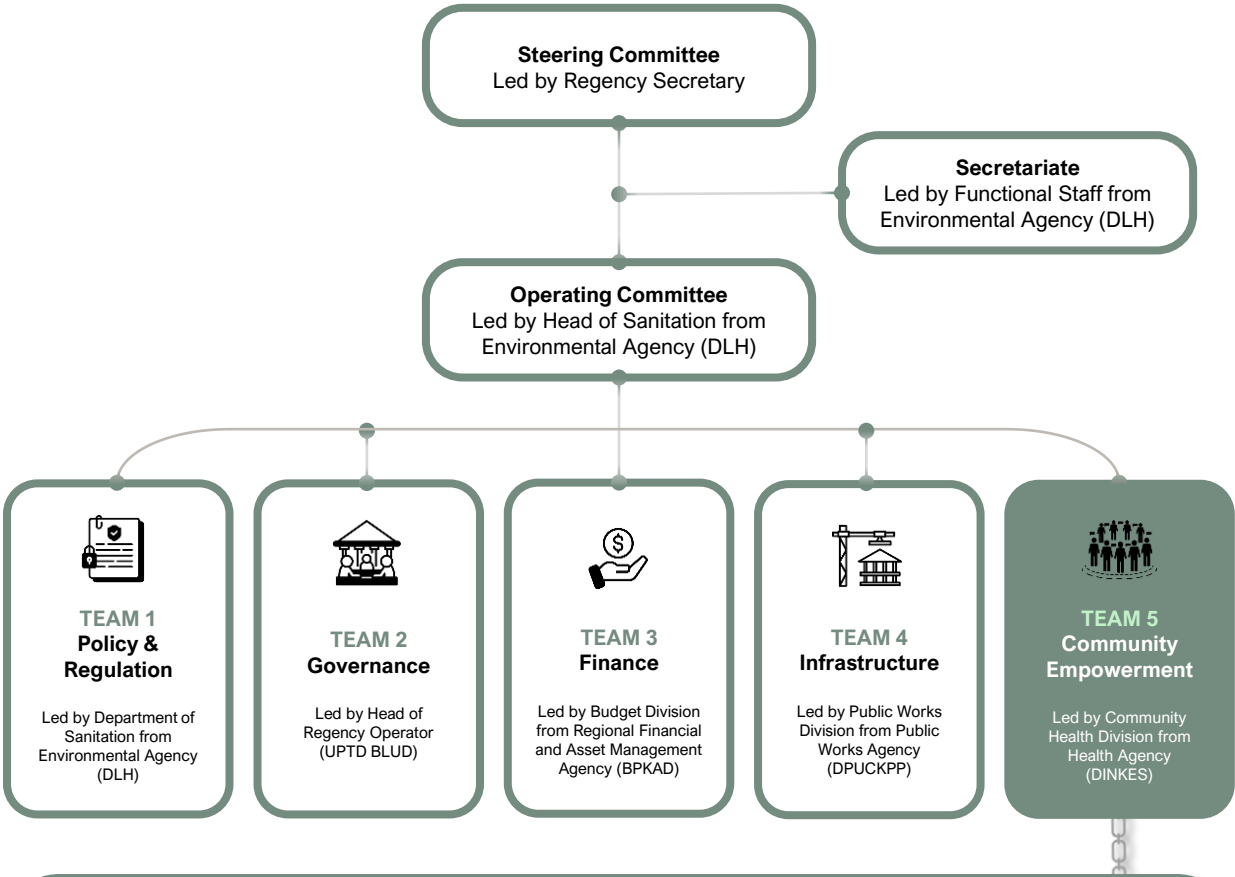 Steering Committee
Led by Regency Secretary
Secretariate
Led by Functional Staff from
Environmental Agency (DLH)
Operating Committee
Led by Head of Sanitation from
Environmental Agency (DLH)
TEAM 1
Policy &
Regulation
Led by Department of
Sanitation from
Environmental Agency
(DLH)
TEAM 2
Governance
Led by Head of
Regency Operator
(UPTD BLUD)
TEAM 3
Finance
Led by Budget Division
from Regional Financial
and Asset Management
Agency (BPKAD)
TEAM 4
Infrastructure
Led by Public Works
Division from Public
Works Agency
(DPUCKPP)
TEAM 5
Community
Empowerment
Led by Community
Health Division from
Health Agency
(DINKES)